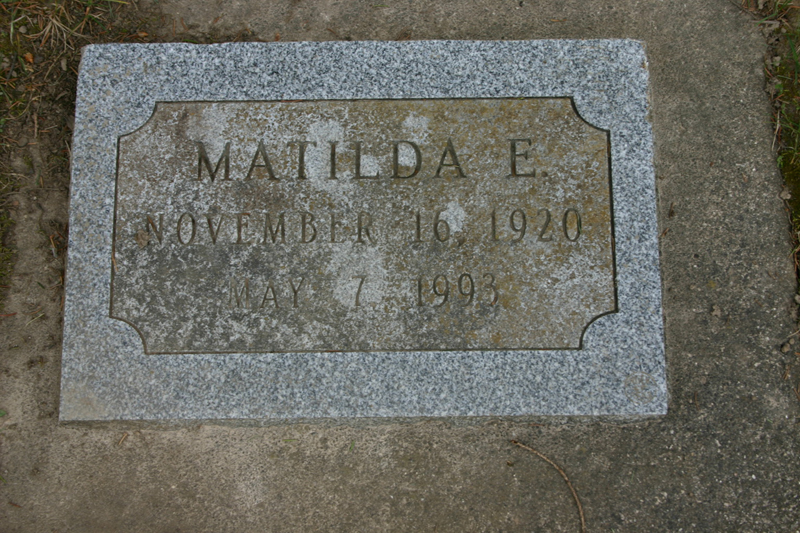 MATILDA E.
NOVEMBER 16, 1920
MAY 7, 1993